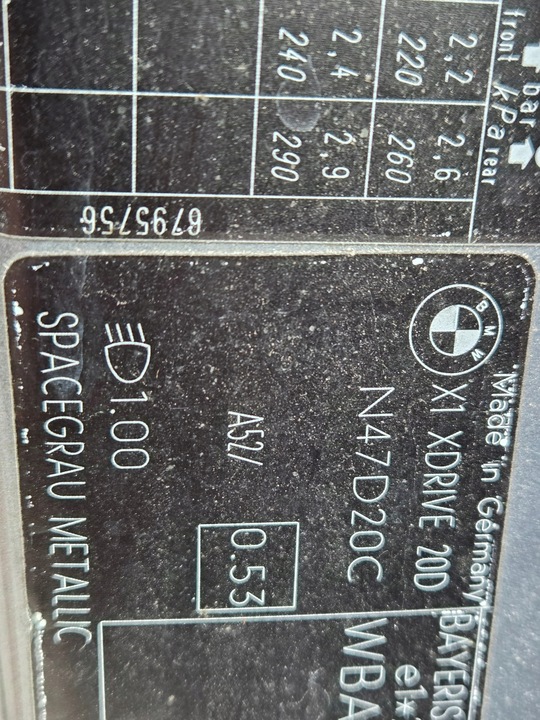 bar kPa
front 2,2 220 2,4 240
rear 2,6 260 2,9 290
6795756
BMW
Made in Germany
X1 XDRIVE 20D
N47D20C
A52/
0.53
1.00
SPACEGRAU METALLIC
BAYERIS
e1*
WBA